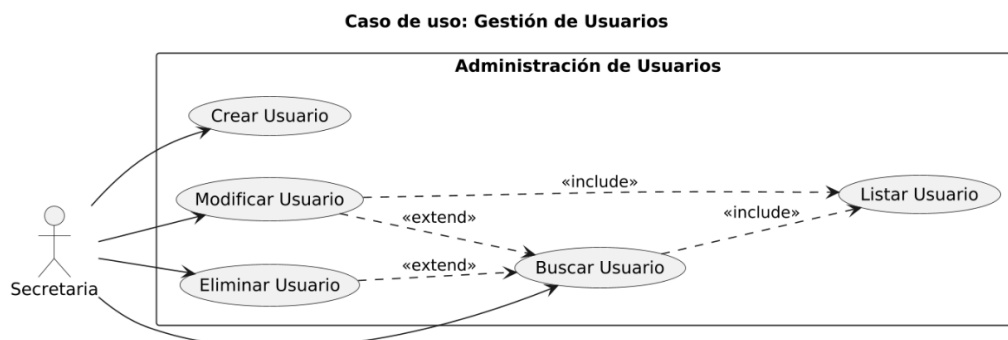 Caso de uso: Gestión de Usuarios
Administración de Usuarios
Crear Usuario
Modificar Usuario
«include»
Listar Usuario
«extend»
«include»
Eliminar Usuario
«extend»
Buscar Usuario
Secretaria